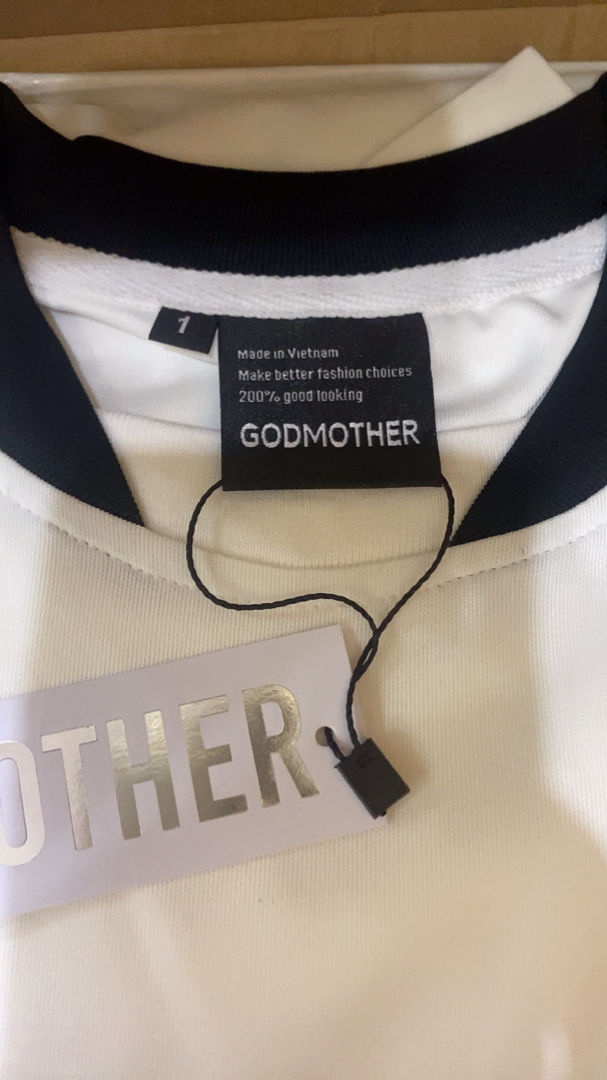 1
Made in Vietnam
Make better fashion choices
200% good looking
GODMOTHER
OTHER